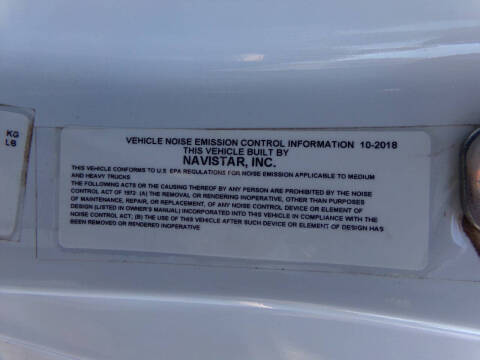 KG
LB
VEHICLE NOISE EMISSION CONTROL INFORMATION 10-2018
THIS VEHICLE BUILT BY
NAVISTAR, INC.
THIS VEHICLE CONFORMS TO U.S EPA REGULATIONS FOR NOISE EMISSION APPLICABLE TO MEDIUM
AND HEAVY TRUCKS
THE FOLLOWING ACTS OR THE CAUSING THEREOF BY ANY PERSON ARE PROHIBITED BY THE NOISE
CONTROL ACT OF 1972: (A) THE REMOVAL OR RENDERING INOPERATIVE, OTHER THAN PURPOSES
OF MAINTENANCE, REPAIR, OR REPLACEMENT, OF ANY NOISE CONTROL DEVICE OR ELEMENT OF
DESIGN (LISTED IN OWNER'S MANUAL) INCORPORATED INTO THIS VEHICLE IN COMPLIANCE WITH THE
NOISE CONTROL ACT, (B) THE USE OF THIS VEHICLE AFTER SUCH DEVICE OR ELEMENT OF DESIGN HAS
BEEN REMOVED OR RENDERED INOPERATIVE